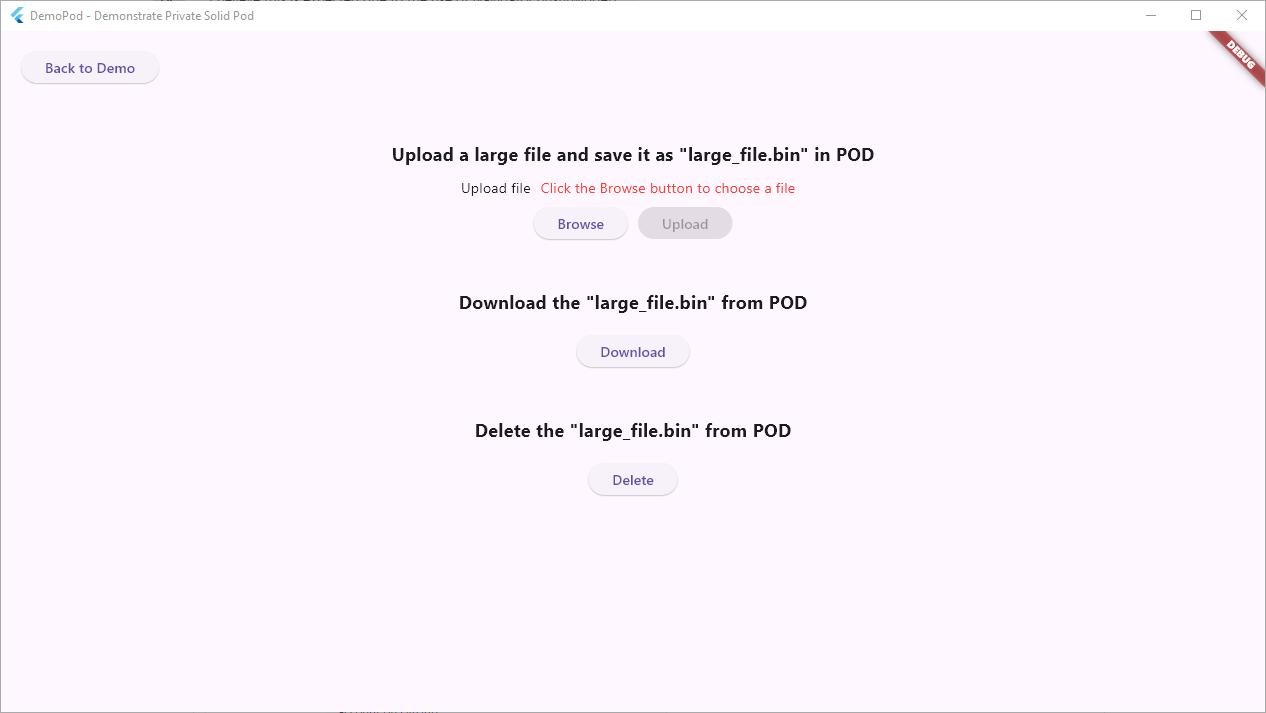 DemoPod - Demonstrate Private Solid Pod
DEBUG
Back to Demo
Upload a large file and save it as "large_file.bin" in POD
Upload file Click the Browse button to choose a file
Browse Upload
Download the "large_file.bin" from POD
Download
Delete the "large_file.bin" from POD
Delete